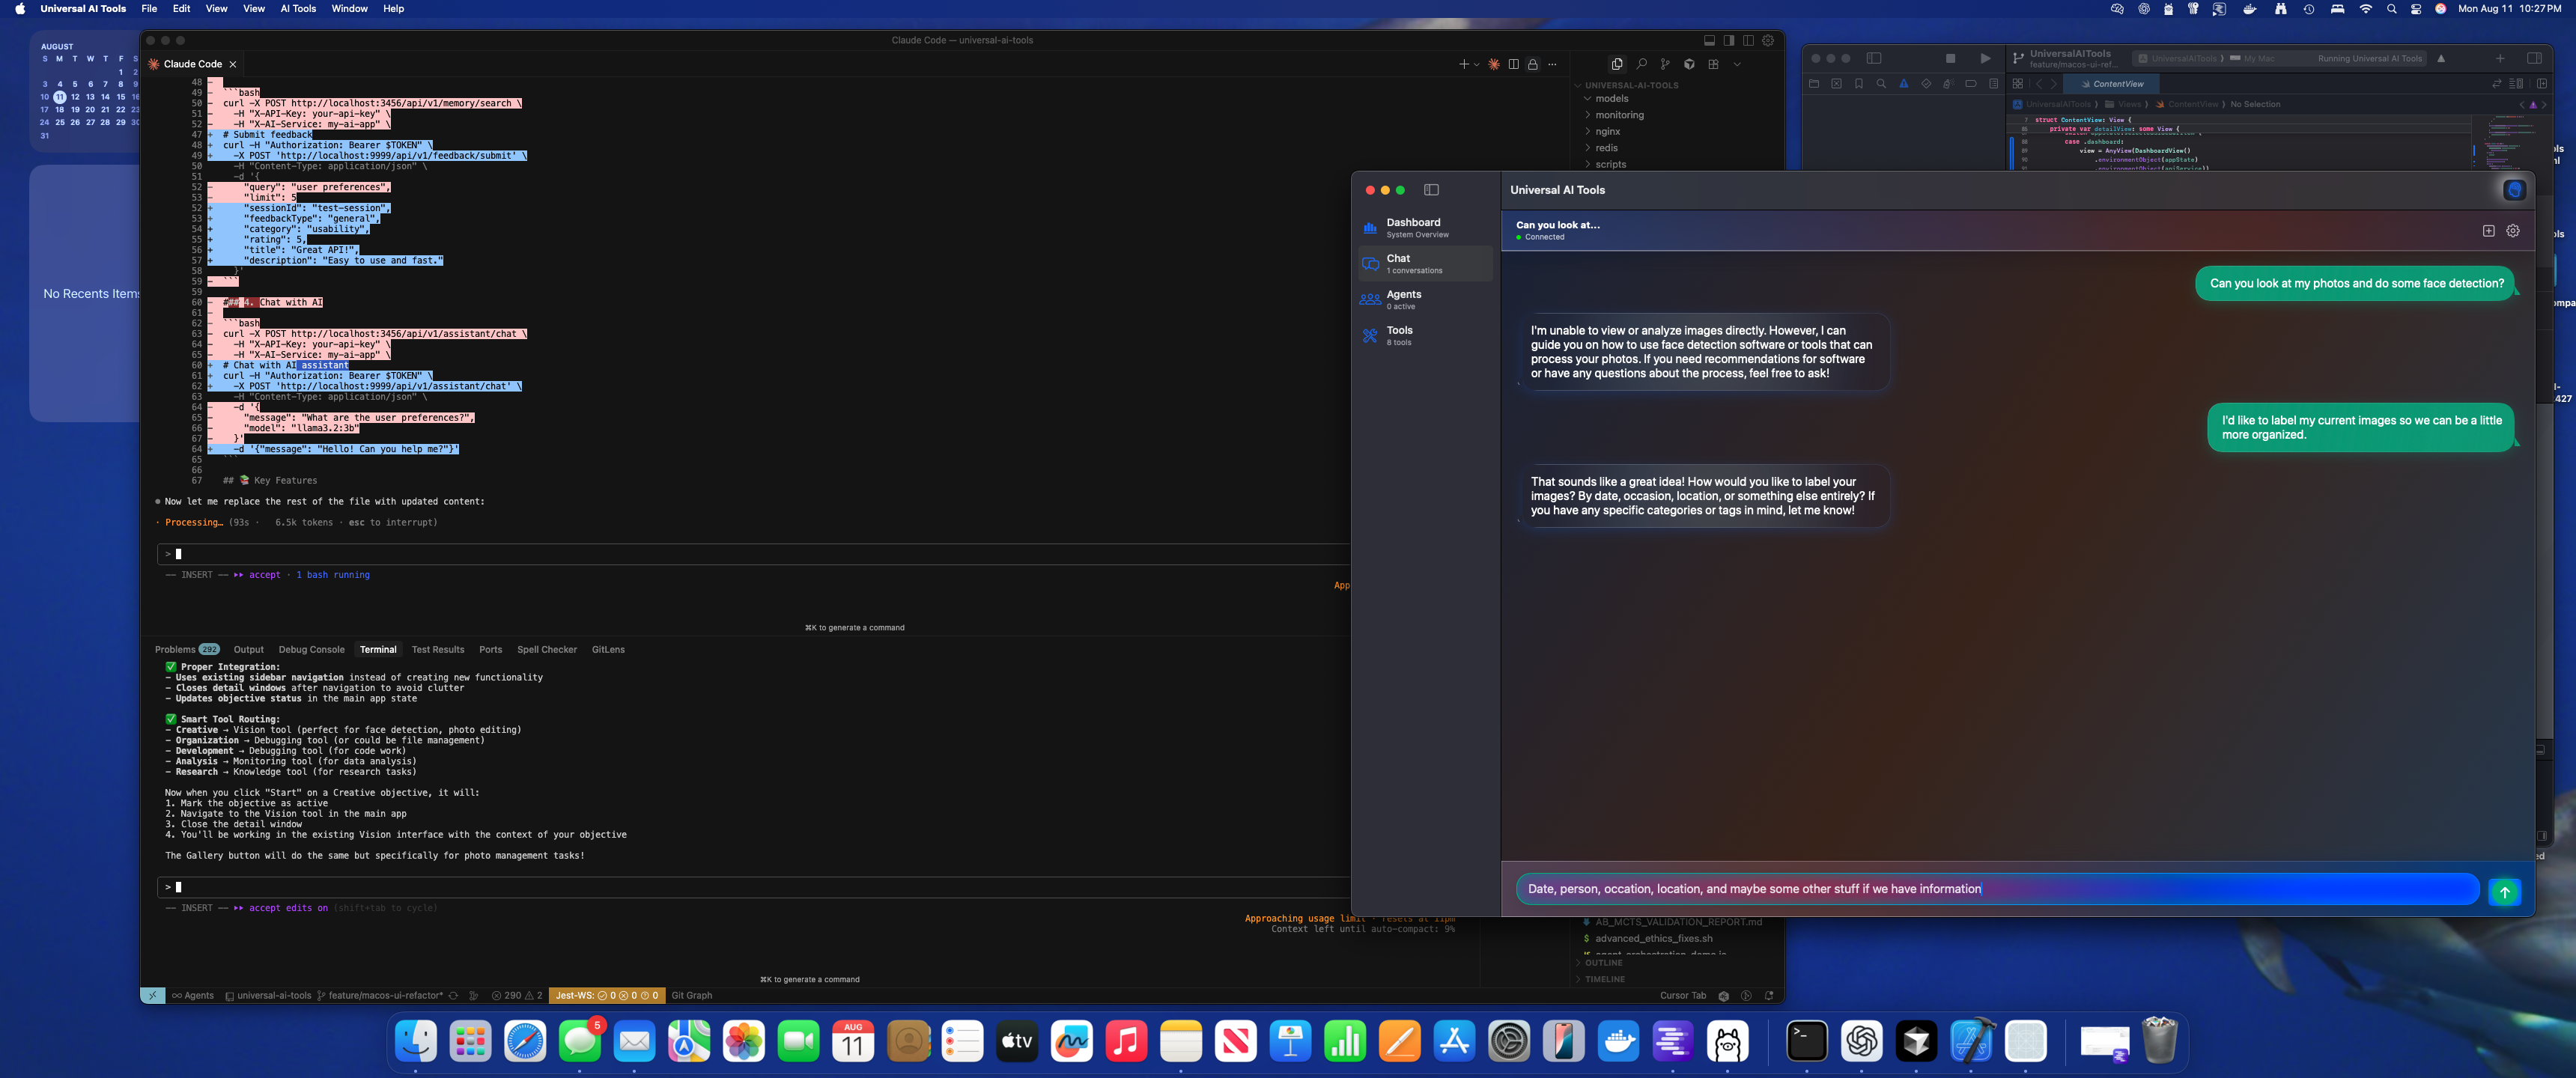 Universal AI Tools File Edit View View AI Tools Window Help
Mon Aug 11 10:27 PM
AUGUST
S M T W T F S
1 2
3 4 5 6 7 8 9
10 11 12 13 14 15 16
17 18 19 20 21 22 23
24 25 26 27 28 29 30
31
No Recents Items
Claude Code — universal-ai-tools
Claude Code
48 -
49 - ```bash
50 - curl -X POST http://localhost:3456/api/v1/memory/search \
51 - -H "X-API-Key: your-api-key" \
52 - -H "X-AI-Service: my-ai-app" \
47 + # Submit feedback
48 + curl -H "Authorization: Bearer $TOKEN" \
49 + -X POST 'http://localhost:9999/api/v1/feedback/submit' \
50 -H "Content-Type: application/json" \
51 -d '{
52 - "query": "user preferences",
53 - "limit": 5
52 + "sessionId": "test-session",
53 + "feedbackType": "general",
54 + "category": "usability",
55 + "rating": 5,
56 + "title": "Great API!",
57 + "description": "Easy to use and fast."
58 }'
59 - ```
59
60 - ### 4. Chat with AI
61 -
62 - ```bash
63 - curl -X POST http://localhost:3456/api/v1/assistant/chat \
64 - -H "X-API-Key: your-api-key" \
65 - -H "X-AI-Service: my-ai-app" \
60 + # Chat with AI assistant
61 + curl -H "Authorization: Bearer $TOKEN" \
62 + -X POST 'http://localhost:9999/api/v1/assistant/chat' \
63 -H "Content-Type: application/json" \
64 - -d '{
65 - "message": "What are the user preferences?",
66 - "model": "llama3.2:3b"
67 - }'
64 + -d '{"message": "Hello! Can you help me?"}'
65 ```
66
67 ## 📚 Key Features
Now let me replace the rest of the file with updated content:
· Processing… (93s · 6.5k tokens · esc to interrupt)
>
-- INSERT -- ▸▸ accept · 1 bash running
App
⌘K to generate a command
Problems 292 Output Debug Console Terminal Test Results Ports Spell Checker GitLens
✅ Proper Integration:
- Uses existing sidebar navigation instead of creating new functionality
- Closes detail windows after navigation to avoid clutter
- Updates objective status in the main app state
✅ Smart Tool Routing:
- Creative → Vision tool (perfect for face detection, photo editing)
- Organization → Debugging tool (or could be file management)
- Development → Debugging tool (for code work)
- Analysis → Monitoring tool (for data analysis)
- Research → Knowledge tool (for research tasks)
Now when you click "Start" on a Creative objective, it will:
1. Mark the objective as active
2. Navigate to the Vision tool in the main app
3. Close the detail window
4. You'll be working in the existing Vision interface with the context of your objective
The Gallery button will do the same but specifically for photo management tasks!
>
-- INSERT -- ▸▸ accept edits on (shift+tab to cycle)
Approaching usage limit · resets at 11pm
Context left until auto-compact: 9%
⌘K to generate a command
Agents universal-ai-tools feature/macos-ui-refactor* 290 2 Jest-WS: 0 0 0 Git Graph
Cursor Tab
UNIVERSAL-AI-TOOLS
models
monitoring
nginx
redis
scripts
AB_MCTS_VALIDATION_REPORT.md
$ advanced_ethics_fixes.sh
OUTLINE
TIMELINE
UniversalAITools
feature/macos-ui-ref...
UniversalAITools My Mac Running Universal AI Tools
ContentView
UniversalAITools Views ContentView No Selection
7 struct ContentView: View {
86 private var detailView: some View {
88 case .dashboard:
89 view = AnyView(DashboardView()
90 .environmentObject(appState)
Universal AI Tools
Dashboard
System Overview
Chat
1 conversations
Agents
0 active
Tools
8 tools
Can you look at...
Connected
Can you look at my photos and do some face detection?
I'm unable to view or analyze images directly. However, I can
guide you on how to use face detection software or tools that can
process your photos. If you need recommendations for software
or have any questions about the process, feel free to ask!
I'd like to label my current images so we can be a little
more organized.
That sounds like a great idea! How would you like to label your
images? By date, occasion, location, or something else entirely? If
you have any specific categories or tags in mind, let me know!
Date, person, occation, location, and maybe some other stuff if we have information
5
AUG
11
tv